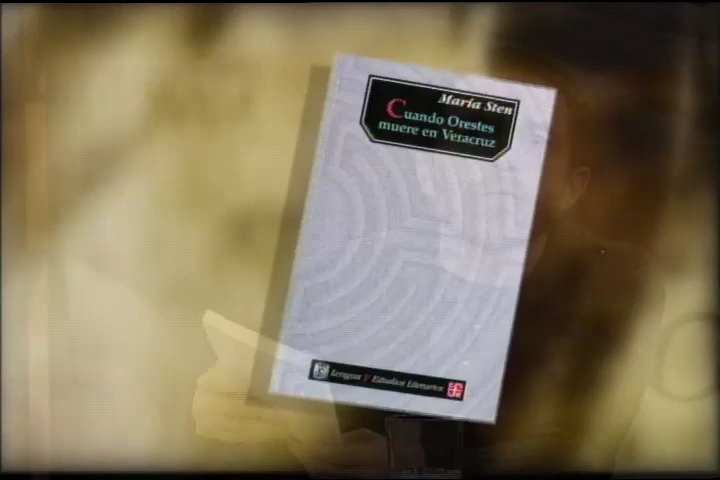 María Sten
Cuando Orestes
muere en Veracruz
Lengua y Estudios Literarios